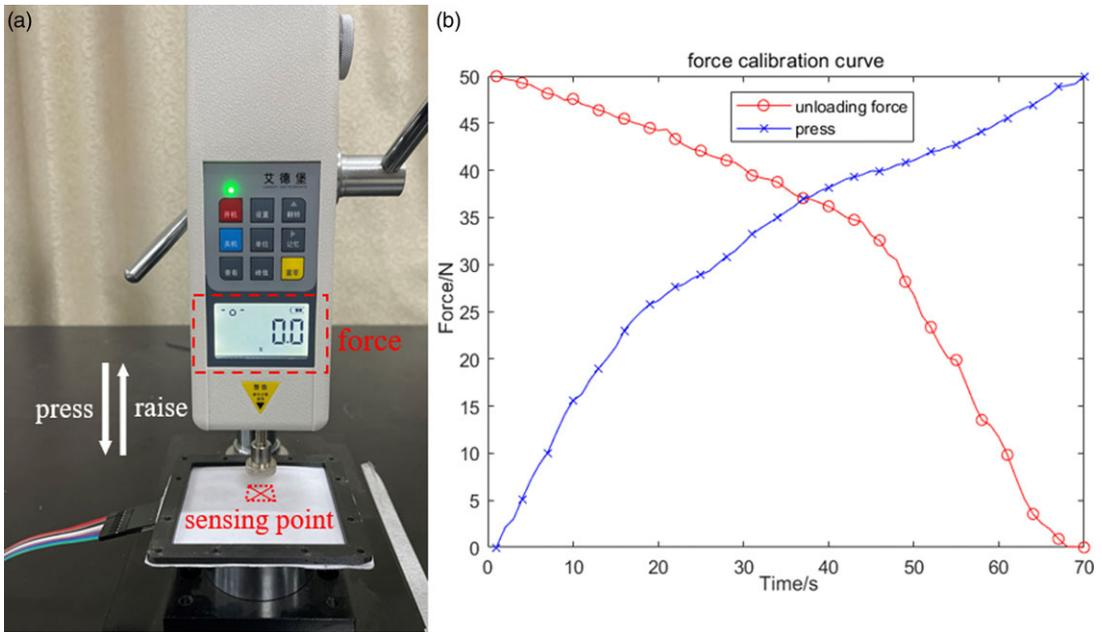 (a)
艾德堡
开机 设置 翻转
关机 单位 记忆
查看 峰值 置零
0.0
force
警告
press
raise
sensing point
(b)
force calibration curve
unloading force
press
Force/N
50
45
40
35
30
25
20
15
10
5
0
0 10 20 30 40 50 60 70
Time/s